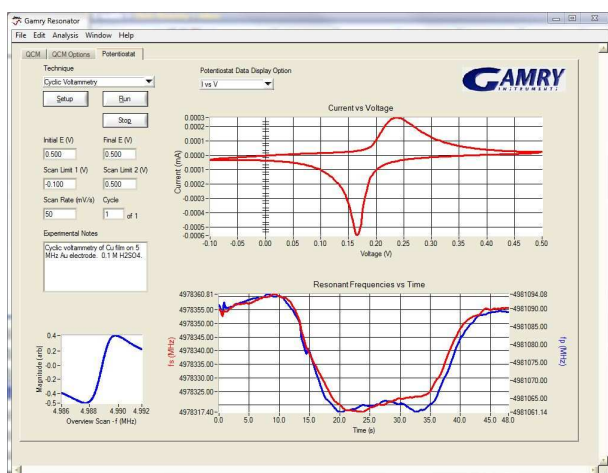 Gamry Resonator
File Edit Analysis Window Help
QCM QCM Options Potentiostat
Technique
Cyclic Voltammetry
Setup Run
Stop
Initial E (V) Final E (V)
0.500 0.500
Scan Limit 1 (V) Scan Limit 2 (V)
-0.100 0.500
Scan Rate (mV/s) Cycle
50 1 of 1
Experimental Notes
Cyclic voltammetry of Cu film on 5
MHz Au electrode. 0.1 M H2SO4.
Potentiostat Data Display Option
I vs V
GAMRY
INSTRUMENTS
Current vs Voltage
Current (mA)
0.0003
0.0002
0.0001
0.0000
-0.0001
-0.0002
-0.0003
-0.0004
-0.0005
-0.0006
-0.10 -0.05 0.00 0.05 0.10 0.15 0.20 0.25 0.30 0.35 0.40 0.45 0.50
Voltage (V)
Resonant Frequencies vs Time
fs (MHz)
4978360.81
4978355.00
4978350.00
4978345.00
4978340.00
4978335.00
4978330.00
4978325.00
4978317.40
4981094.08
4981090.00
4981085.00
4981080.00
4981075.00
4981070.00
4981065.00
4981061.14
fp (MHz)
0.0 5.0 10.0 15.0 20.0 25.0 30.0 35.0 40.0 45.0 48.0
Time (s)
Magnitude (arb)
0.4
0.2
-0.0
-0.2
-0.4
-0.5
4.986 4.988 4.990 4.992
Overview Scan - f (MHz)